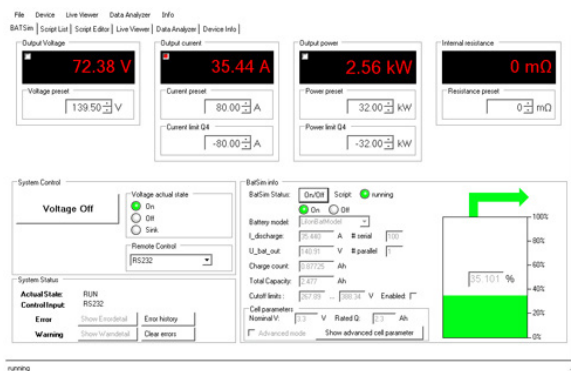 File Device Live Viewer Data Analyzer Info
BATSim Script List Script Editor Live Viewer Data Analyzer Device Info
Output Voltage Output current Output power Internal resistance
72.38 V 35.44 A 2.56 kW 0 mΩ
Voltage preset Current preset Power preset Resistance preset
139.50 V 80.00 A 32.00 kW 0 mΩ
Current limit Q4 Power limit Q4
-80.00 A -32.00 kW
System Control
Voltage Off
Voltage actual state
On
Off
Sink
Remote Control
RS232
System Status
Actual State: RUN
Control Input: RS232
Error Show Errordetail Error history
Warning Show Warndetail Clear errors
BatSim info
BatSim Status: On/Off Script: running
On Off
Battery model: LiIonBatModel
I_discharge: 35.440 A # serial 100
U_bat_out: 140.91 V # parallel 1
Charge count: 0.87725 Ah
Total Capacity: 2.477 Ah
Cutoff limits: 267.89 ... 388.34 V Enabled:
Cell parameters
Nominal V: 3.3 V Rated Q: 2.3 Ah
Advanced mode Show advanced cell parameter
100%
80%
60%
35.101 %
40%
20%
0%
running